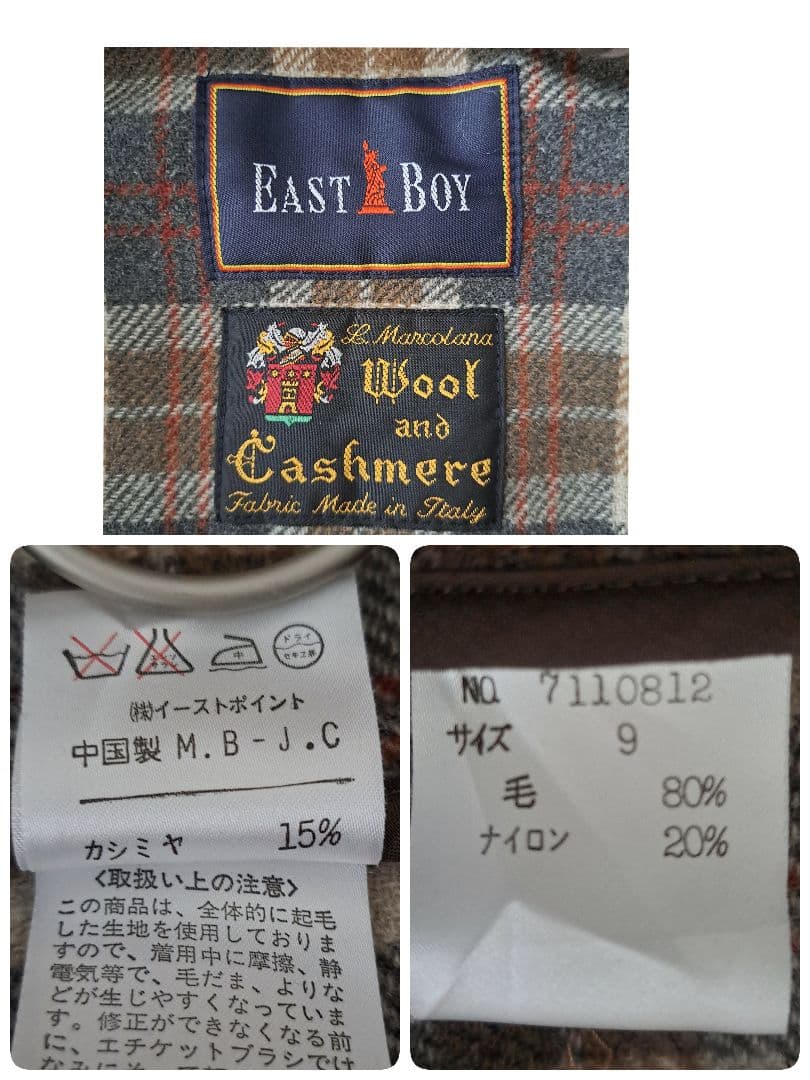 EAST BOY
L. Marcolana
Wool
and
Cashmere
Fabric Made in Italy
中
ドライ
セキユ系
(株)イーストポイント
中国製 M.B-J.C
カシミヤ 15%
<取扱い上の注意>
この商品は、全体的に起毛
した生地を使用しておりま
すので、着用中に摩擦、静
電気等で、毛だま、よりな
どが生じやすくなっていま
す。修正ができなくなる前
に、エチケットブラシでけ
NO. 7110812
サイズ 9
毛 80%
ナイロン 20%